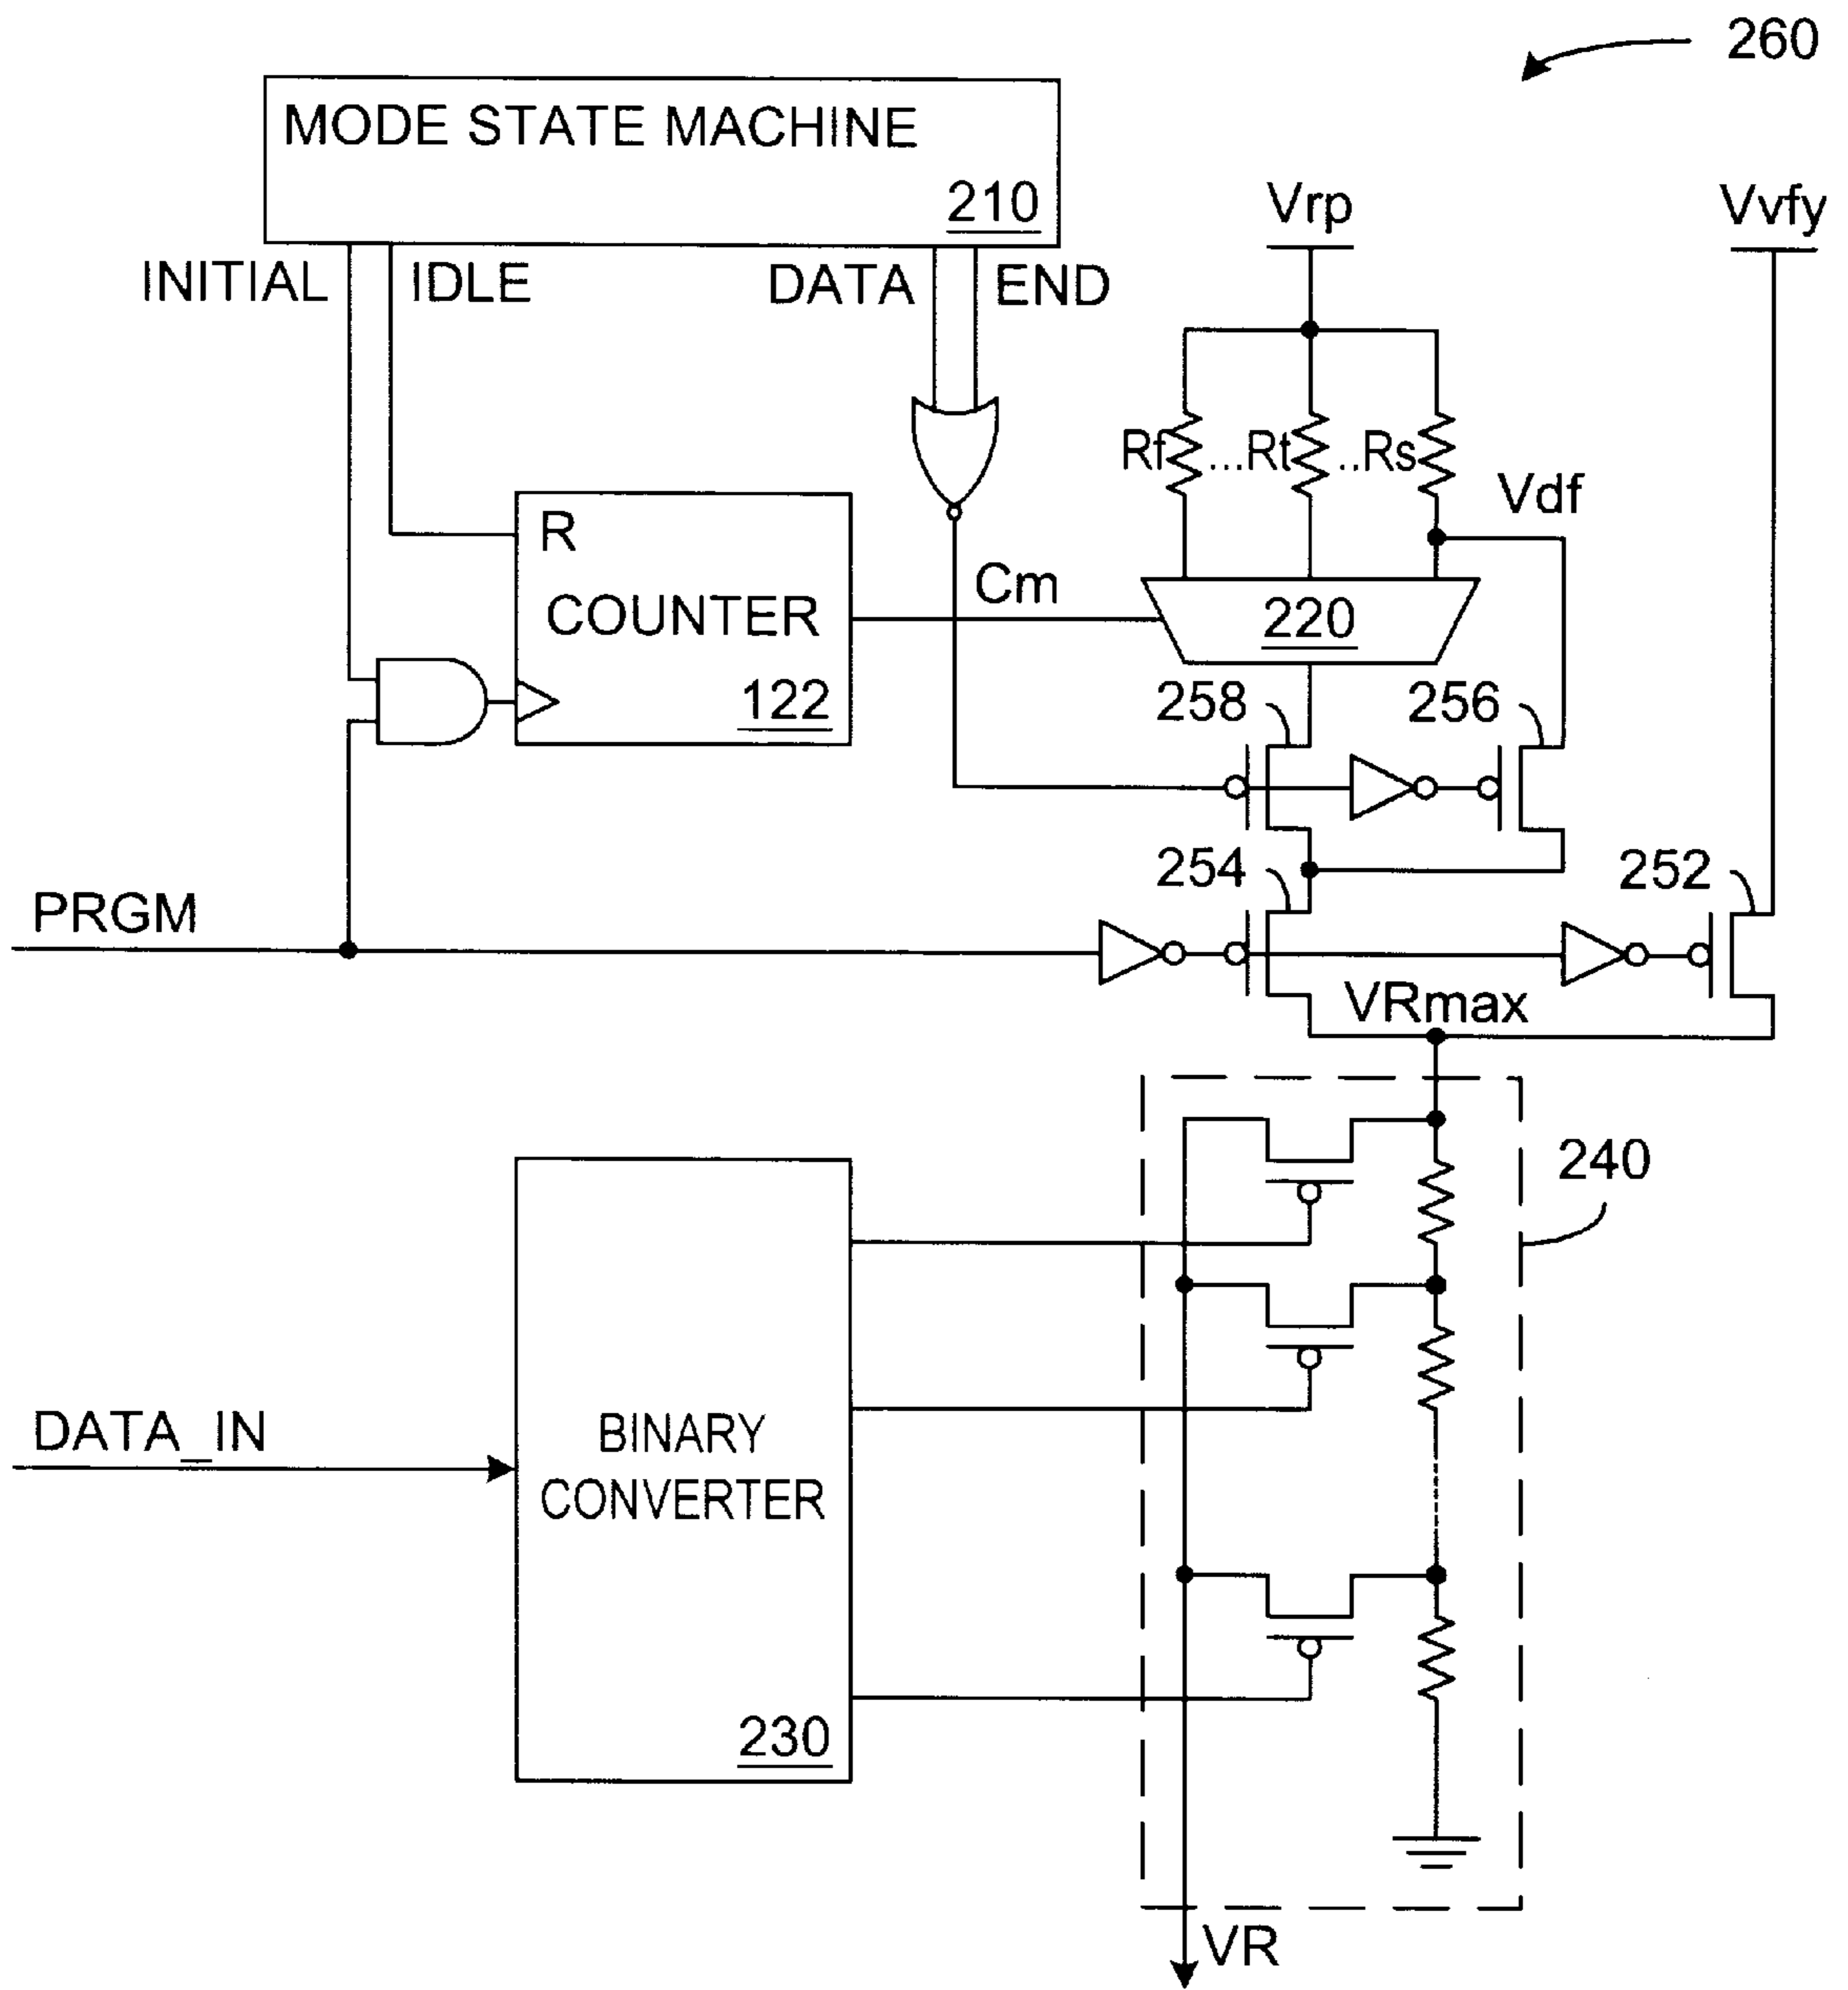 260
MODE STATE MACHINE
210
Vrp
Vvfy
INITIAL
IDLE
DATA
END
Rf
...Rt
..Rs
Vdf
R
COUNTER
122
Cm
220
258
256
254
252
PRGM
VRmax
240
DATA_IN
BINARY
CONVERTER
230
VR